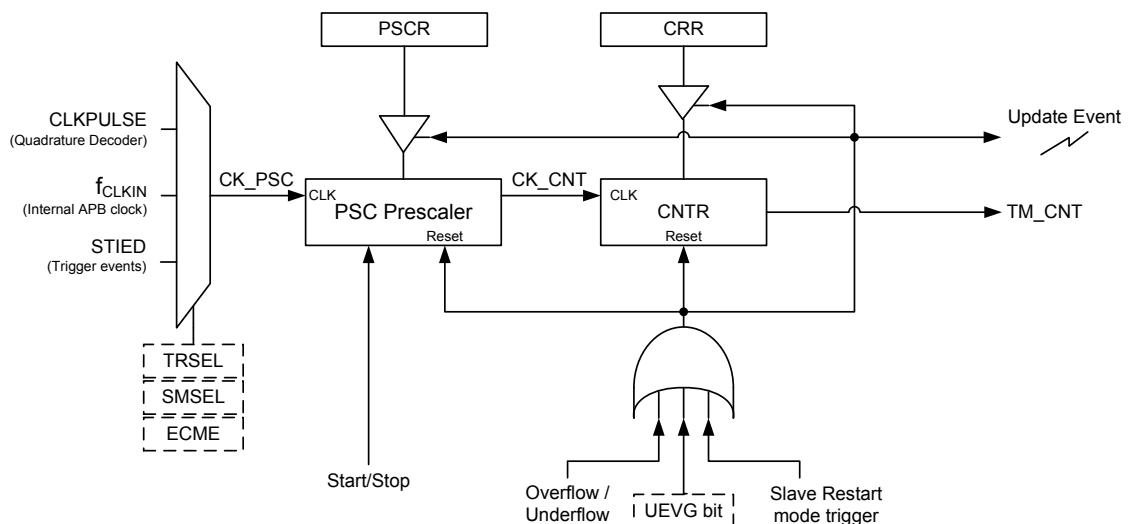 PSCR
CRR
CLKPULSE
(Quadrature Decoder)
Update Event
fCLKIN
(Internal APB clock)
CK_PSC
CLK
PSC Prescaler
Reset
CK_CNT
CLK
CNTR
Reset
TM_CNT
STIED
(Trigger events)
TRSEL
SMSEL
ECME
Start/Stop
Overflow /
Underflow
UEVG bit
Slave Restart
mode trigger